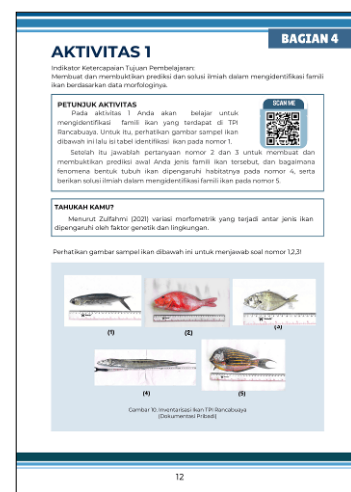 BAGIAN 4
AKTIVITAS 1
Indikator Ketercapaian Tujuan Pembelajaran:
Membuat dan membuktikan prediksi dan solusi ilmiah dalam mengidentifikasi famili
ikan berdasarkan data morfologinya.
PETUNJUK AKTIVITAS
SCAN ME
Pada aktivitas 1 Anda akan belajar untuk
mengidentifikasi famili ikan yang terdapat di TPI
Rancabuaya. Untuk itu, perhatikan gambar sampel ikan
dibawah ini lalu isi tabel identifikasi ikan pada nomor 1.
Setelah itu jawablah pertanyaan nomor 2 dan 3 untuk membuat dan
membuktikan prediksi awal Anda jenis famili ikan tersebut, dan bagaimana
fenomena bentuk tubuh ikan dipengaruhi habitatnya pada nomor 4, serta
berikan solusi ilmiah dalam mengidentifikasi famili ikan pada nomor 5.
TAHUKAH KAMU?
Menurut Zulfahmi (2021) variasi morfometrik yang terjadi antar jenis ikan
dipengaruhi oleh faktor genetik dan lingkungan.
Perhatikan gambar sampel ikan dibawah ini untuk menjawab soal nomor 1,2,3!
(1)
(2)
(3)
(4)
(5)
Gambar 10. Inventarisasi Ikan TPI Rancabuaya
(Dokumentasi Pribadi)
12